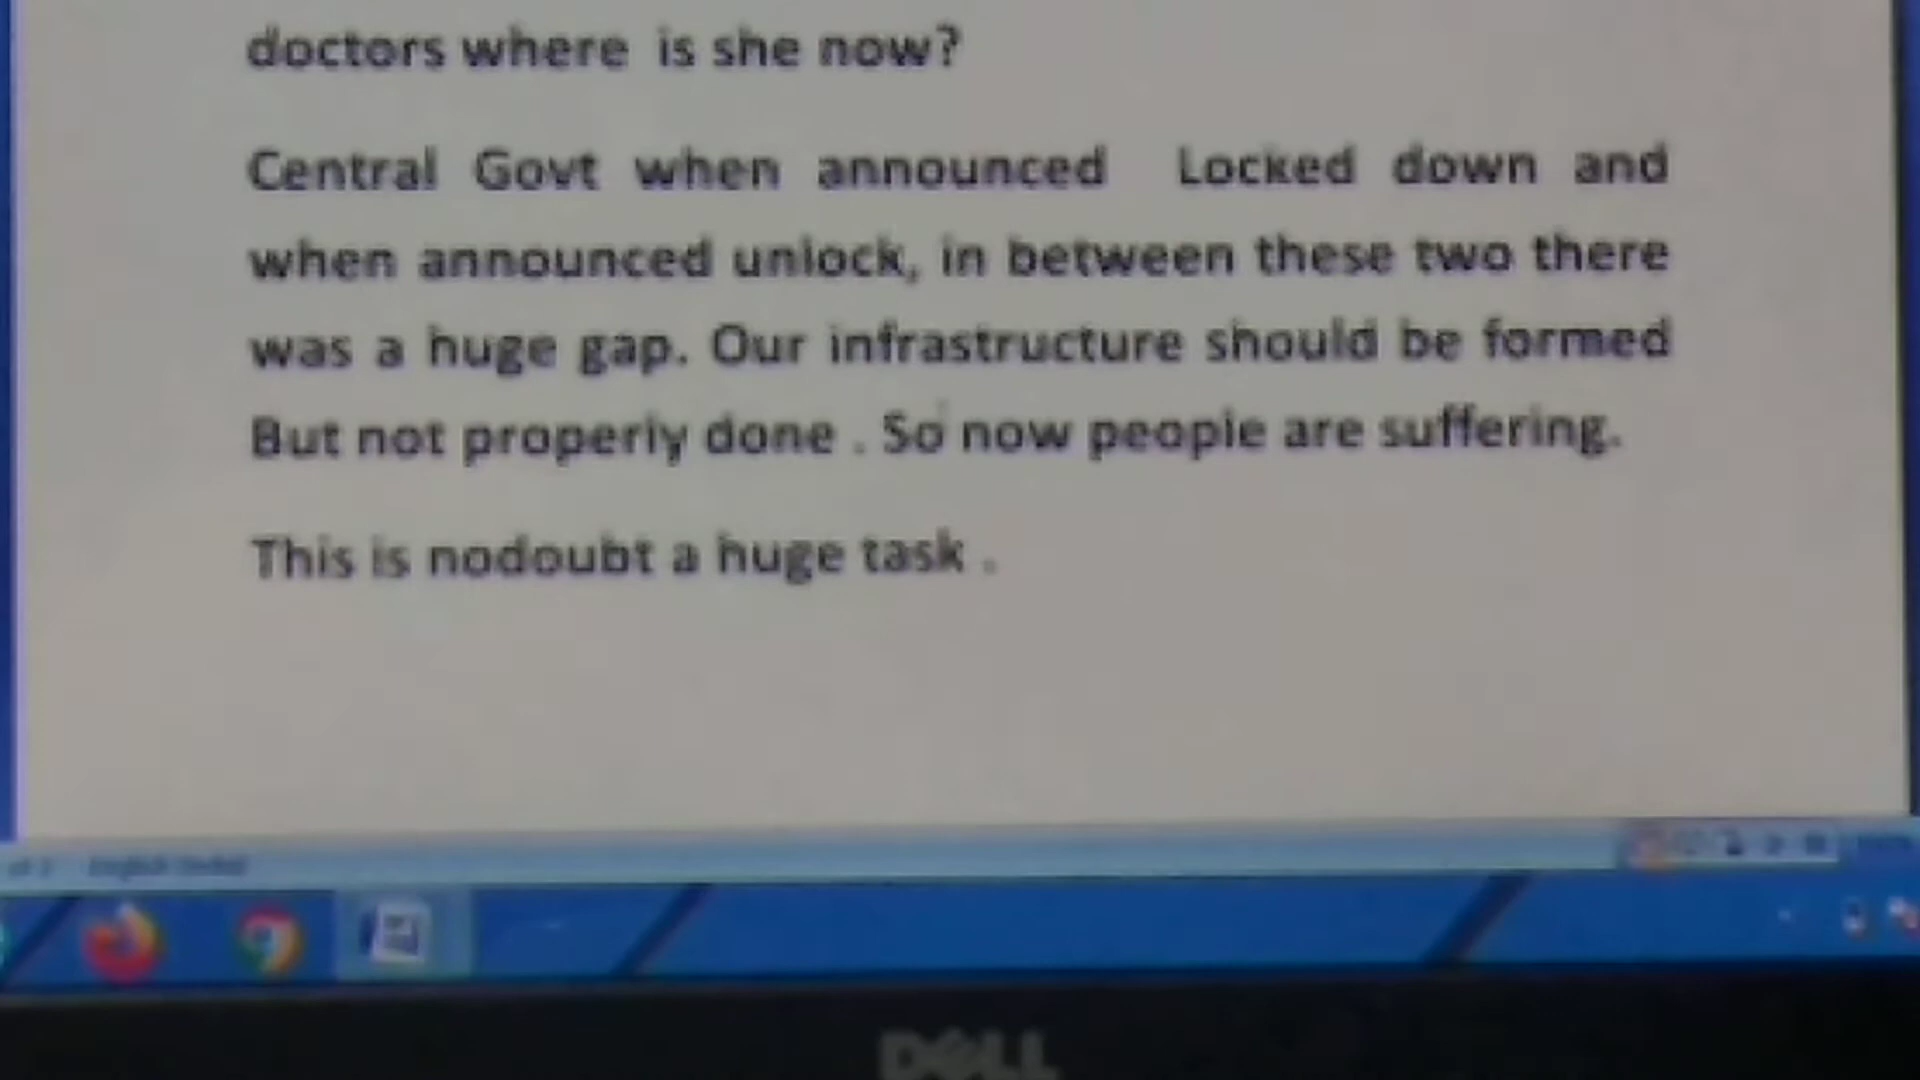 doctors where is she now?
Central Govt when announced Locked down and
when announced unlock, in between these two there
was a huge gap. Our infrastructure should be formed
But not properly done . So now people are suffering.
This is nodoubt a huge task .
DELL